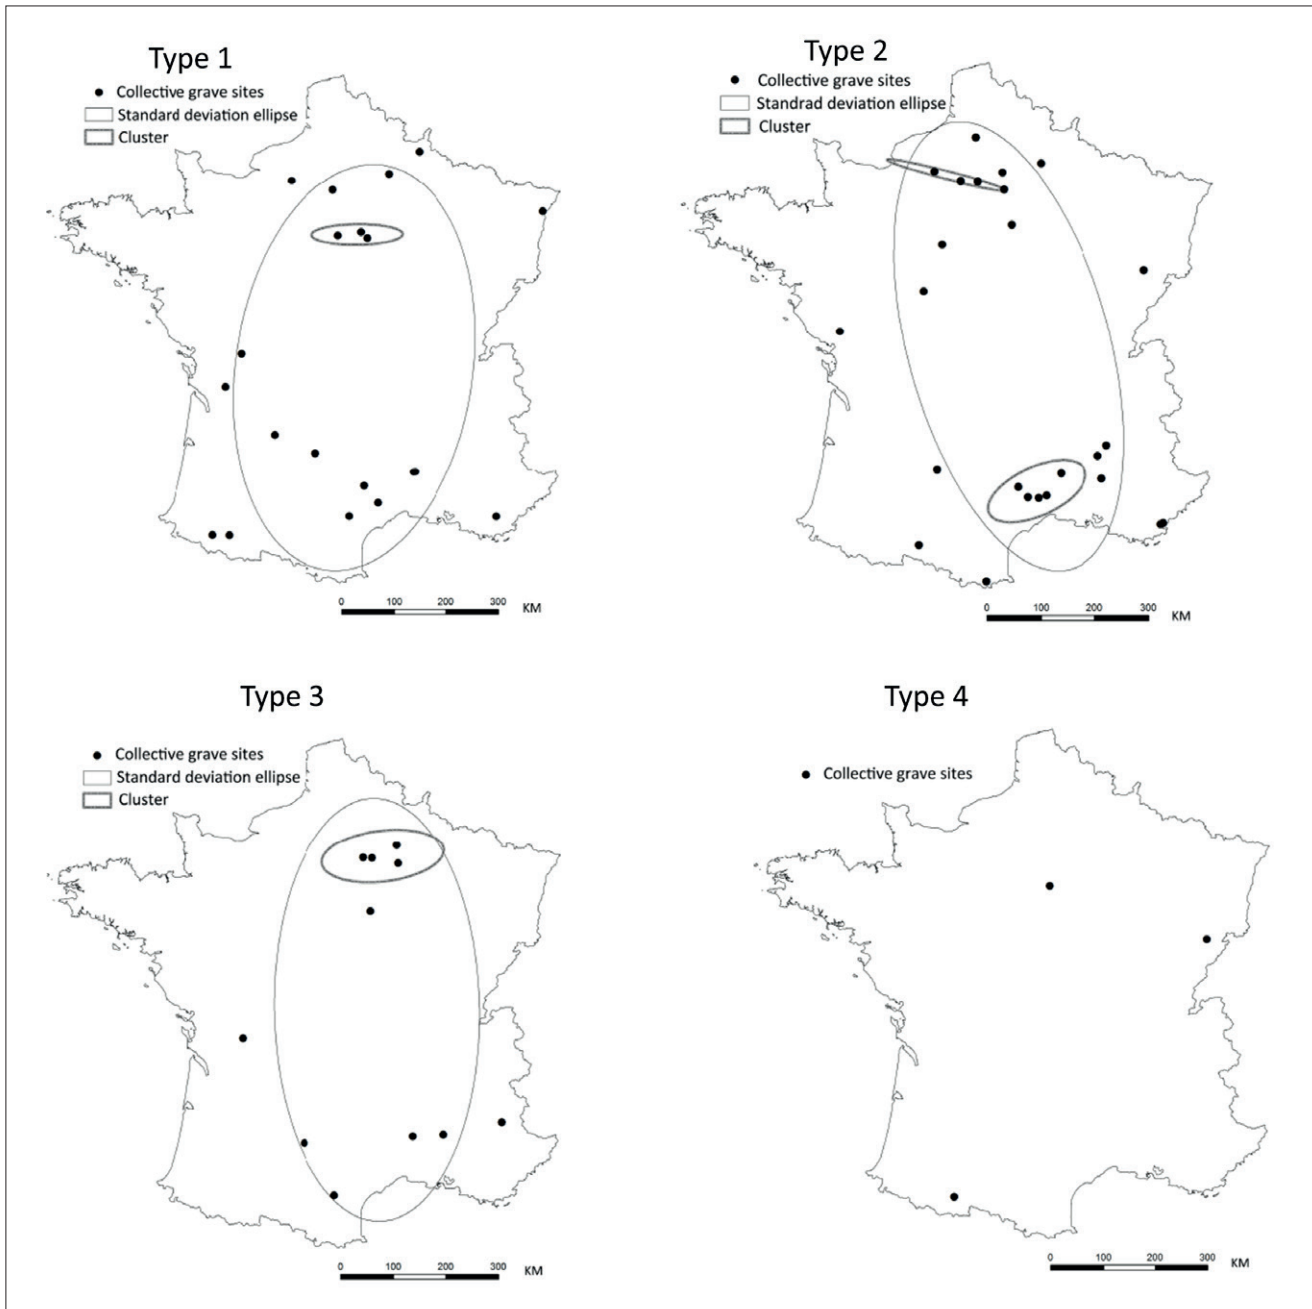 Type 1
Collective grave sites
Standard deviation ellipse
Cluster
0 100 200 300 KM
Type 2
Collective grave sites
Standrad deviation ellipse
Cluster
0 100 200 300 KM
Type 3
Collective grave sites
Standard deviation ellipse
Cluster
0 100 200 300 KM
Type 4
Collective grave sites
0 100 200 300 KM